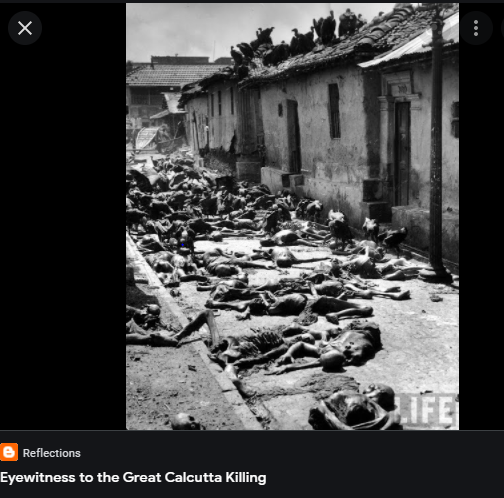 LIFE
Reflections
Eyewitness to the Great Calcutta Killing